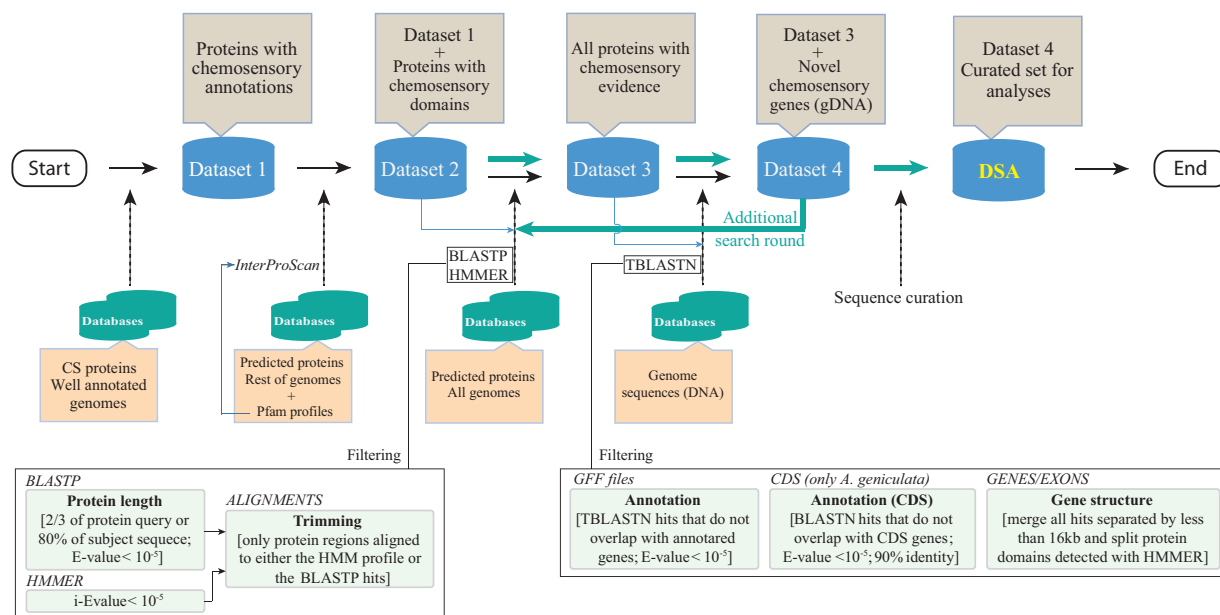 Proteins with
chemosensory
annotations
Dataset 1
+
Proteins with
chemosensory
domains
All proteins with
chemosensory
evidence
Dataset 3
+
Novel
chemosensory
genes (gDNA)
Dataset 4
Curated set for
analyses
Start
Dataset 1
Dataset 2
Dataset 3
Dataset 4
DSA
End
Additional
search round
InterProScan
BLASTP
HMMER
TBLASTN
Sequence curation
Databases
Databases
Databases
Databases
CS proteins
Well annotated
genomes
Predicted proteins
Rest of genomes
+
Pfam profiles
Predicted proteins
All genomes
Genome
sequences (DNA)
Filtering
Filtering
BLASTP
Protein length
[2/3 of protein query or
80% of subject sequece;
E-value< 10⁻⁵]
HMMER
i-Evalue< 10⁻⁵
ALIGNMENTS
Trimming
[only protein regions aligned
to either the HMM profile or
the BLASTP hits]
GFF files
Annotation
[TBLASTN hits that do not
overlap with annotared
genes; E-value< 10⁻⁵]
CDS (only A. geniculata)
Annotation (CDS)
[BLASTN hits that do not
overlap with CDS genes;
E-value <10⁻⁵; 90% identity]
GENES/EXONS
Gene structure
[merge all hits separated by less
than 16kb and split protein
domains detected with HMMER]